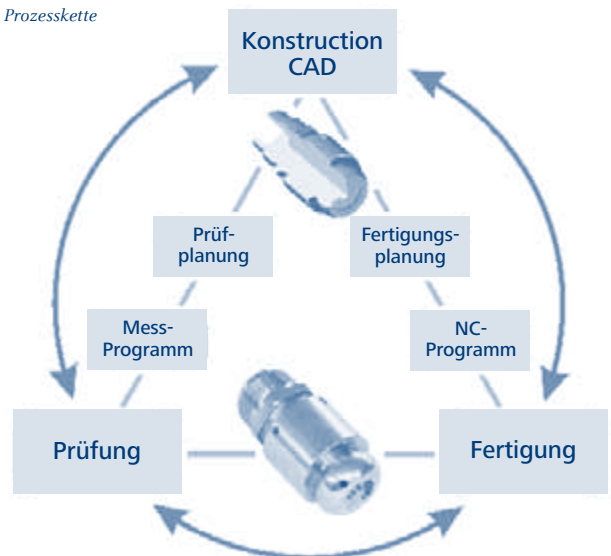 Prozesskette
Konstruction
CAD
Prüf-
planung
Fertigungs-
planung
Mess-
Programm
NC-
Programm
Prüfung
Fertigung